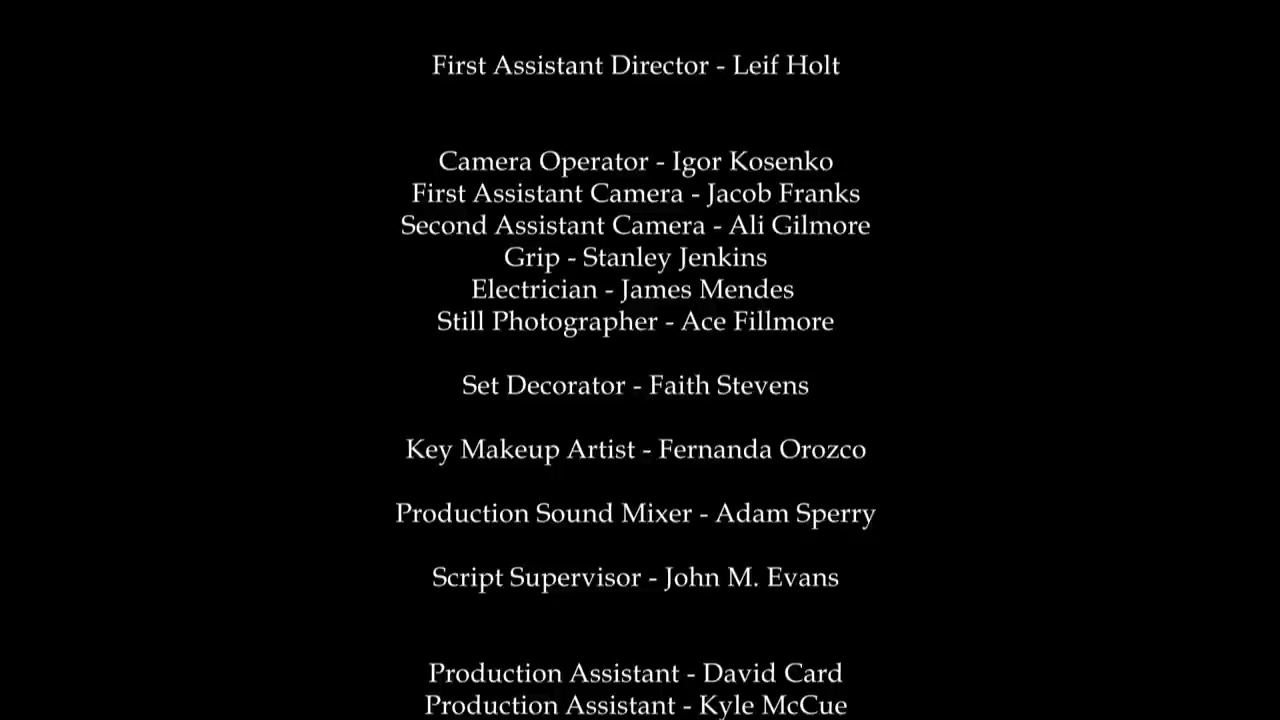 First Assistant Director - Leif Holt
Camera Operator - Igor Kosenko
First Assistant Camera - Jacob Franks
Second Assistant Camera - Ali Gilmore
Grip - Stanley Jenkins
Electrician - James Mendes
Still Photographer - Ace Fillmore
Set Decorator - Faith Stevens
Key Makeup Artist - Fernanda Orozco
Production Sound Mixer - Adam Sperry
Script Supervisor - John M. Evans
Production Assistant - David Card
Production Assistant - Kyle McCue